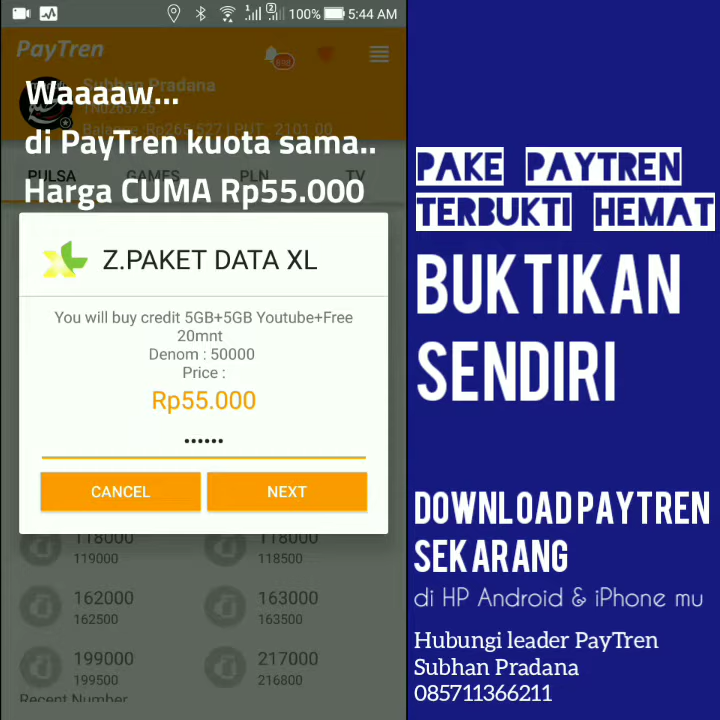 100% 5:44 AM
PayTren
Subhan Pradana
Waaaaw...
di PayTren kuota sama..
PULSA GAMES PLN TV
Harga CUMA Rp55.000
Z.PAKET DATA XL
You will buy credit 5GB+5GB Youtube+Free
20mnt
Denom : 50000
Price :
Rp55.000
CANCEL NEXT
118000 118000
119000 118500
162000 163000
162500 163500
199000 217000
199500 216800
Recent Number
PAKE PAYTREN
TERBUKTI HEMAT
BUKTIKAN
SENDIRI
DOWNLOAD PAYTREN
SEKARANG
di HP Android & iPhone mu
Hubungi leader PayTren
Subhan Pradana
085711366211